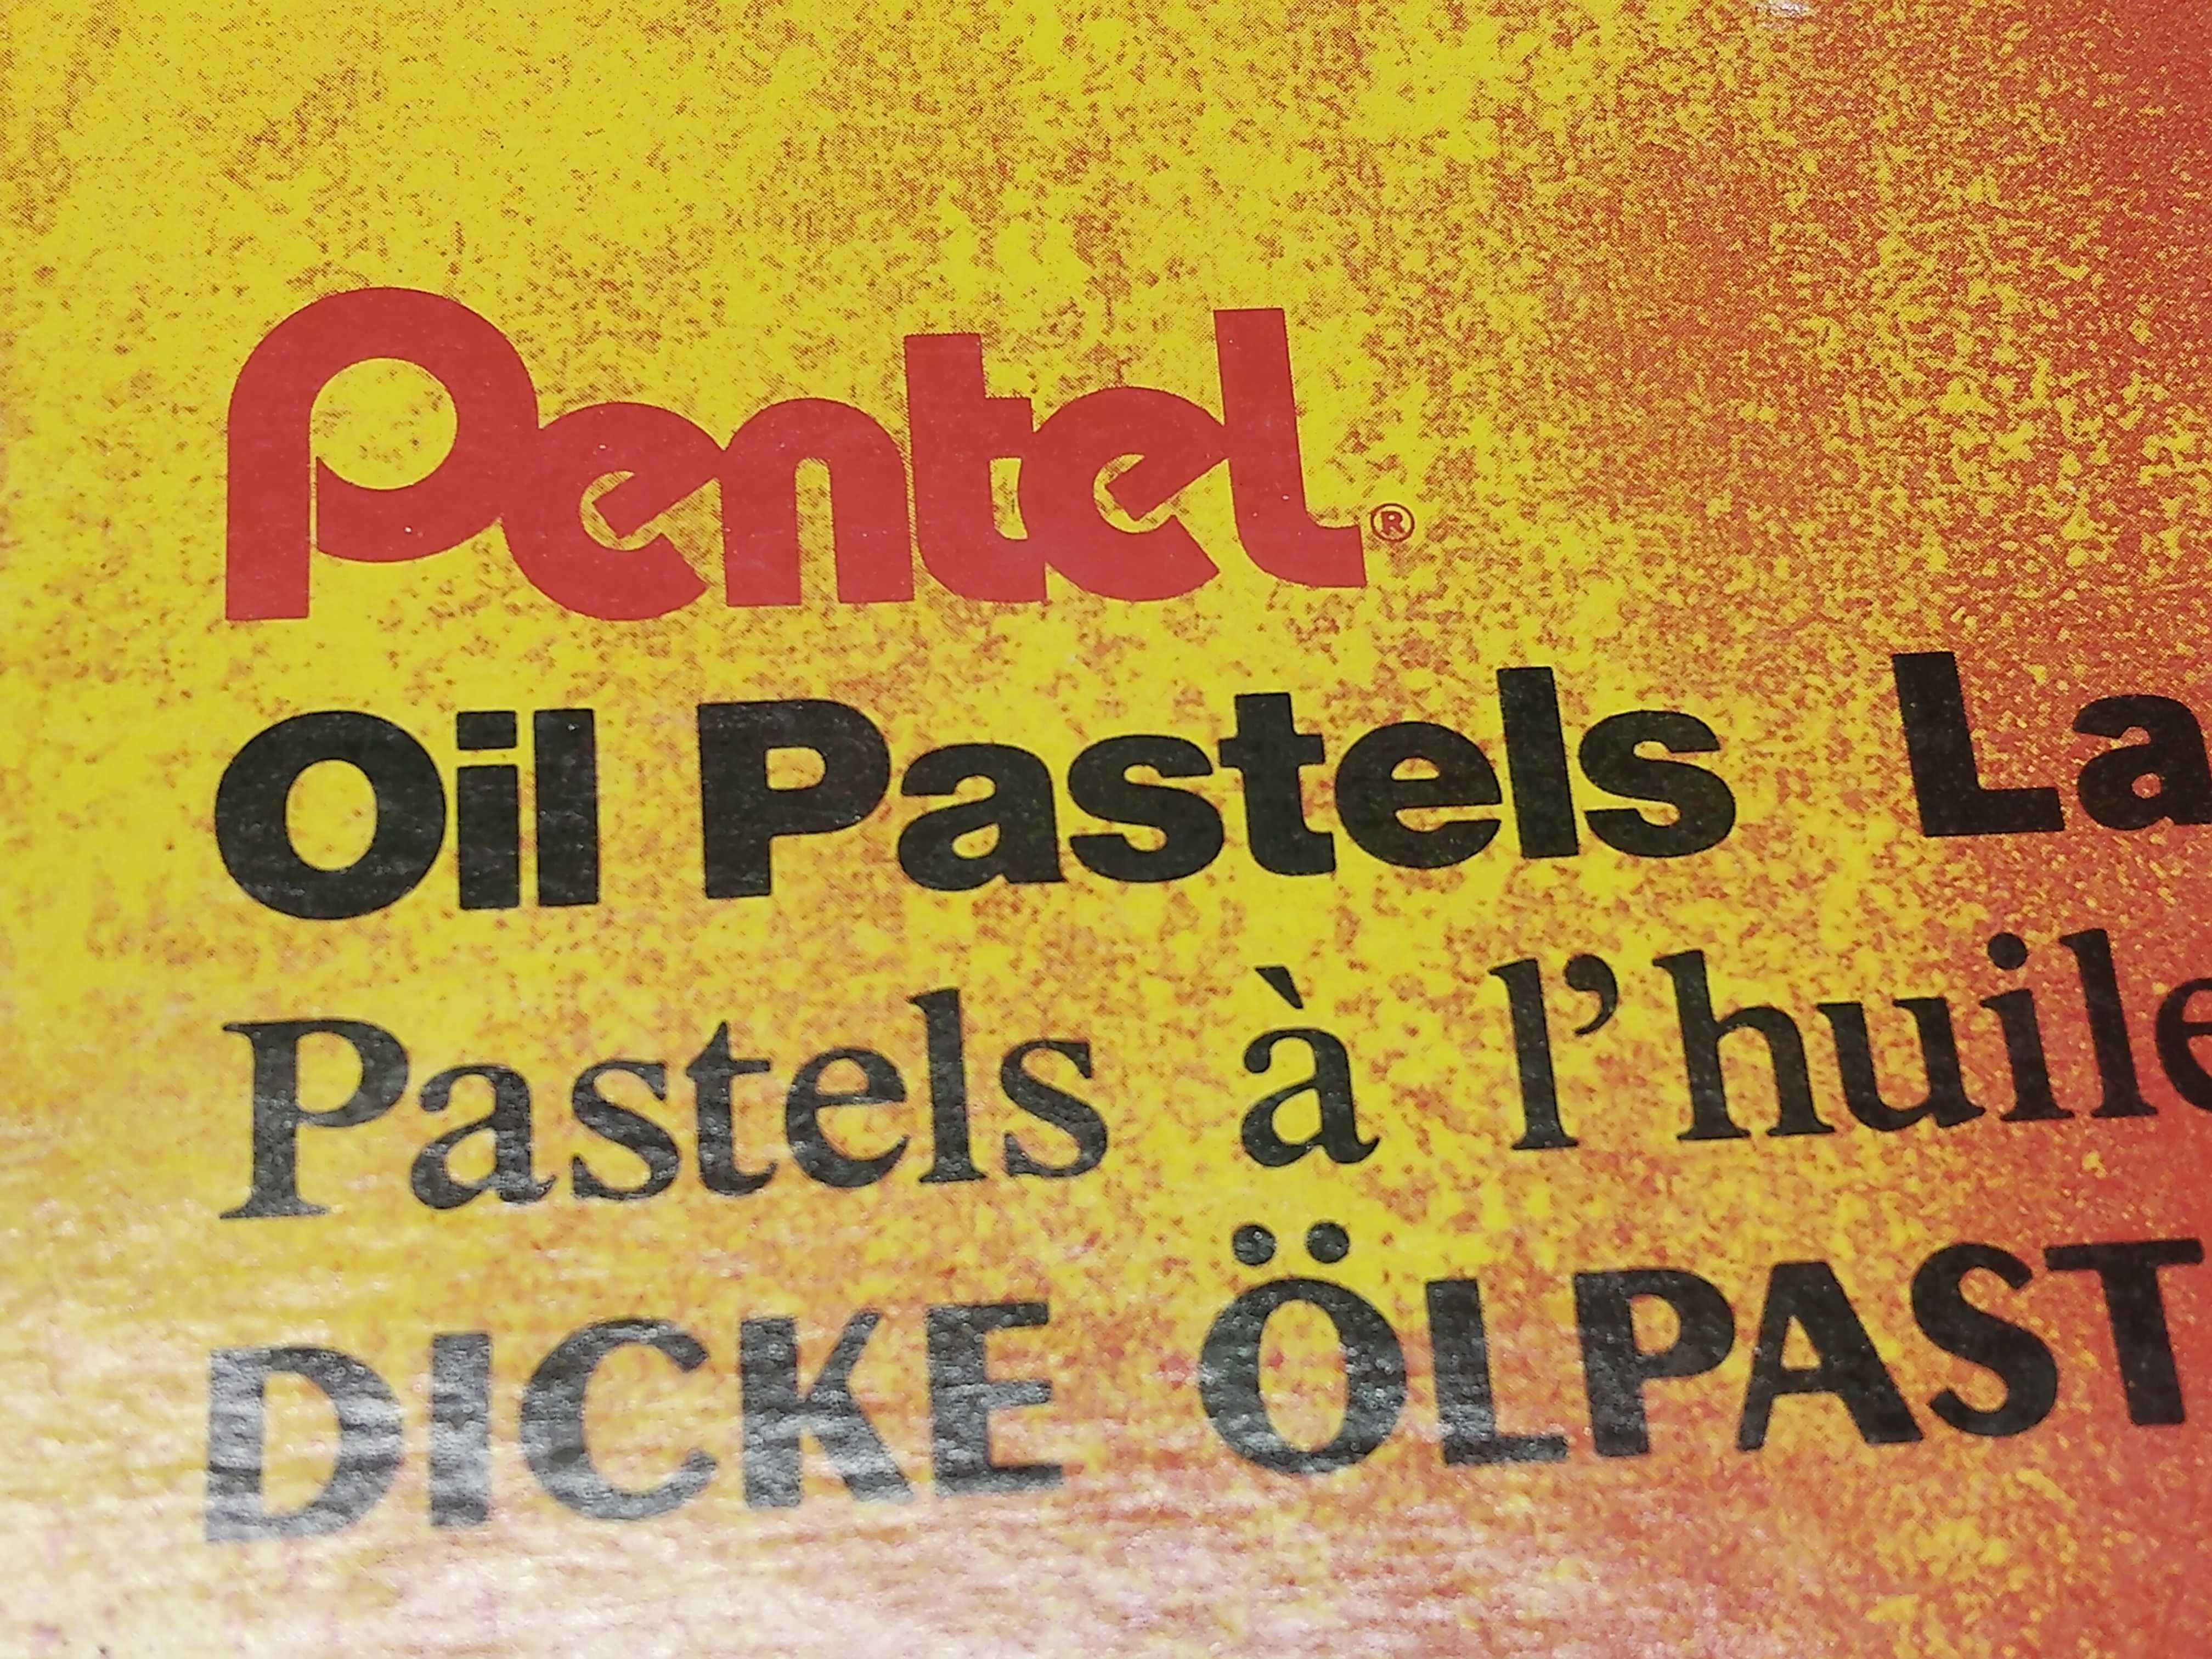 Pentel®
Oil Pastels La
Pastels à l'huile
DICKE ÖLPAST